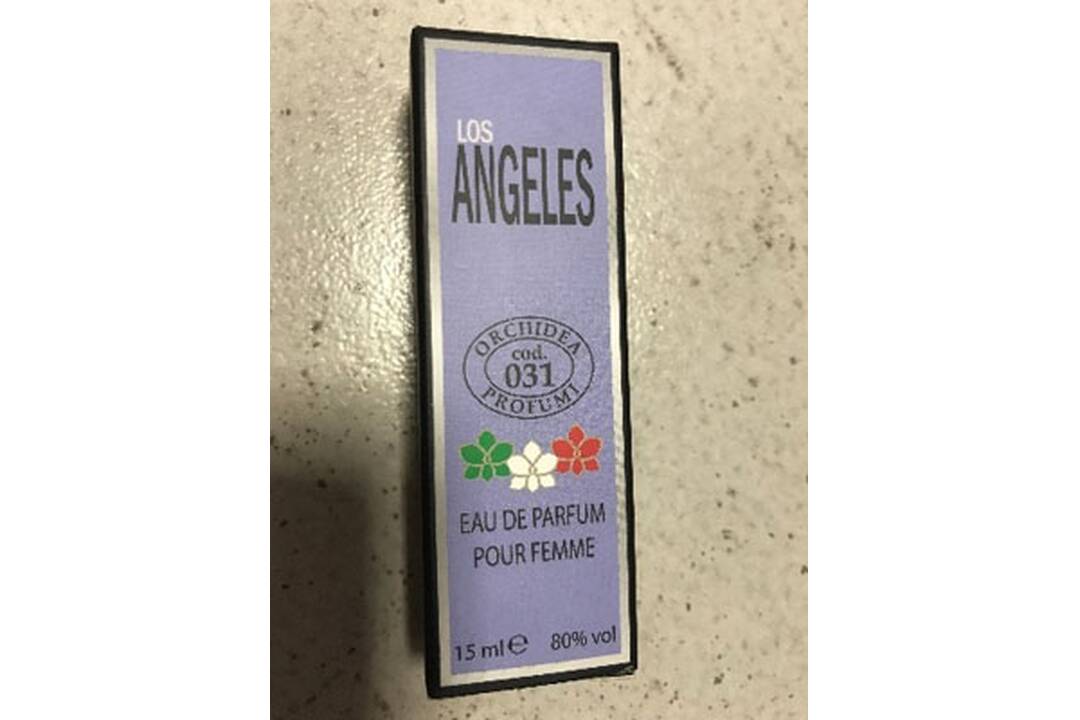 LOS
ANGELES
ORCHIDEA
cod.
031
PROFUMI
EAU DE PARFUM
POUR FEMME
15 ml ℮ 80% vol